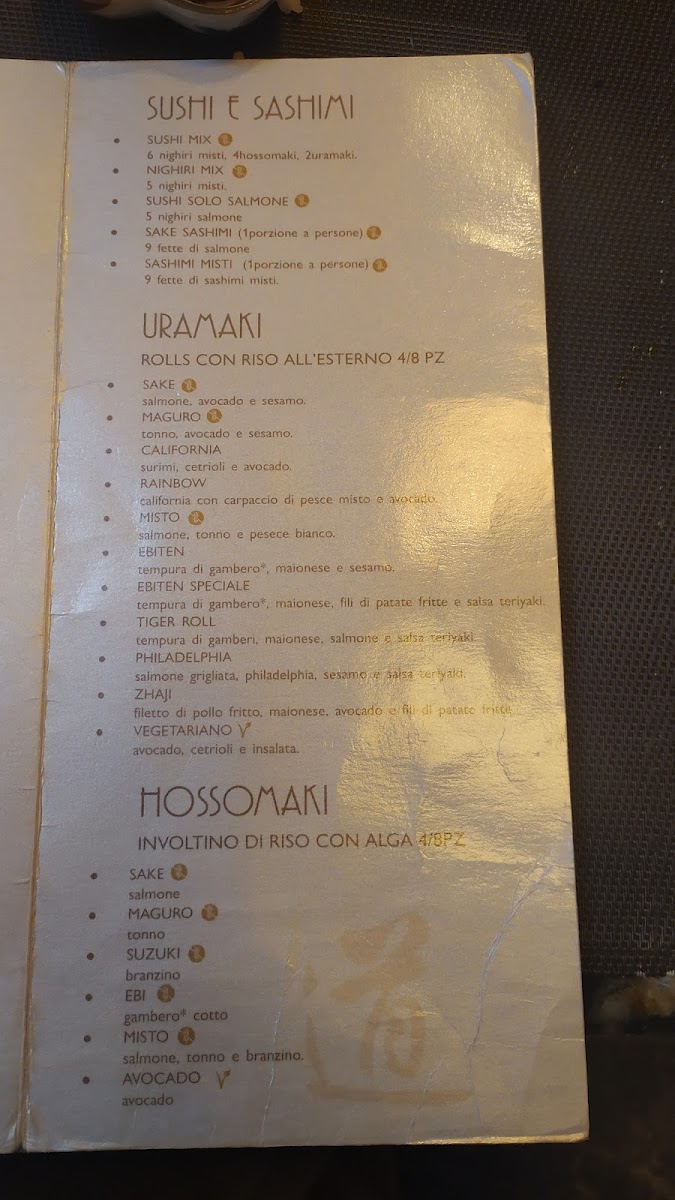 SUSHI E SASHIMI
SUSHI MIX
6 nighiri misti, 4hossomaki, 2uramaki.
NIGHIRI MIX
5 nighiri misti.
SUSHI SOLO SALMONE
5 nighiri salmone
SAKE SASHIMI (1porzione a persone)
9 fette di salmone
SASHIMI MISTI (1porzione a persone)
9 fette di sashimi misti.
URAMAKI
ROLLS CON RISO ALL'ESTERNO 4/8 PZ
SAKE
salmone, avocado e sesamo.
MAGURO
tonno, avocado e sesamo.
CALIFORNIA
surimi, cetrioli e avocado.
RAINBOW
california con carpaccio di pesce misto e avocado.
MISTO
salmone, tonno e pesece bianco.
EBITEN
tempura di gambero*, maionese e sesamo.
EBITEN SPECIALE
tempura di gambero*, maionese, fili di patate fritte e salsa teriyaki.
TIGER ROLL
tempura di gamberi, maionese, salmone e salsa teriyaki.
PHILADELPHIA
salmone grigliata, philadelphia, sesamo e salsa teriyaki.
ZHAJI
filetto di pollo fritto, maionese, avocado e fili di patate fritte.
VEGETARIANO
avocado, cetrioli e insalata.
HOSSOMAKI
INVOLTINO DI RISO CON ALGA 4/8PZ
SAKE
salmone
MAGURO
tonno
SUZUKI
branzino
EBI
gambero* cotto
MISTO
salmone, tonno e branzino.
AVOCADO
avocado
道